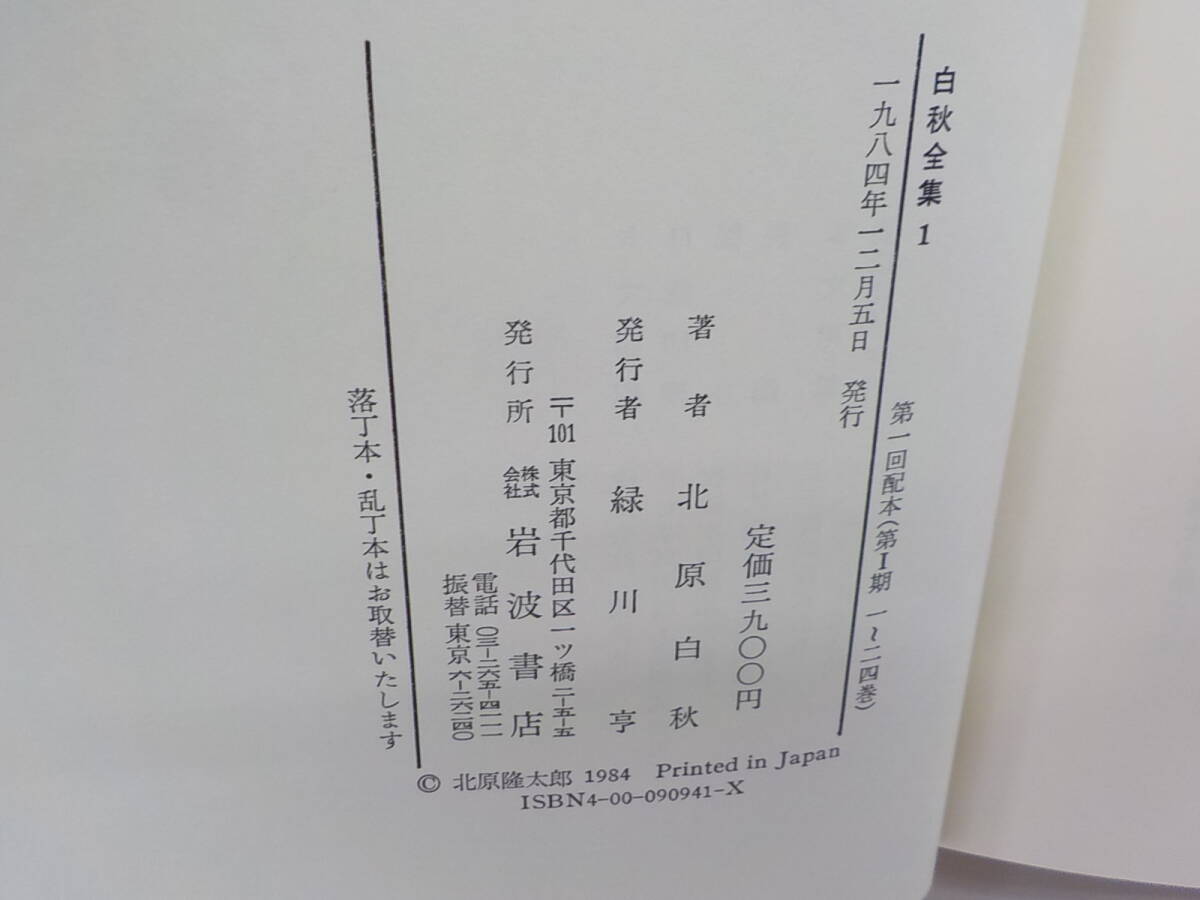 白秋全集 1
第一回配本(第Ⅰ期 一〜二四巻)
一九八四年一二月五日 発行
定価三九〇〇円
著者 北原白秋
発行者 緑川亨
〒101 東京都千代田区一ツ橋二-五-五
発行所 株式会社 岩波書店
電話 〇三-二六五-四一一一
振替 東京 六-二六二四〇
落丁本・乱丁本はお取替いたします
© 北原隆太郎 1984 Printed in Japan
ISBN4-00-090941-X